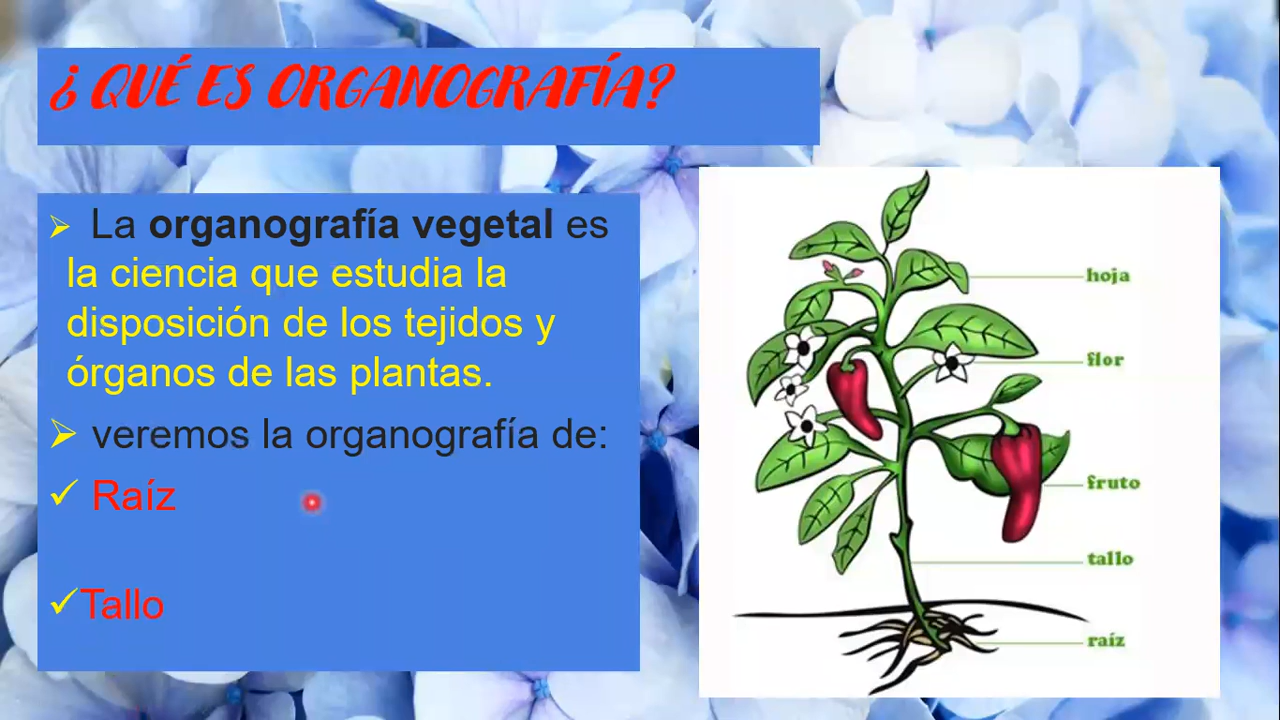 ¿ QUÉ ES ORGANOGRAFÍA?
La organografía vegetal es
la ciencia que estudia la
disposición de los tejidos y
órganos de las plantas.
veremos la organografía de:
Raíz
Tallo
hoja
flor
fruto
tallo
raíz